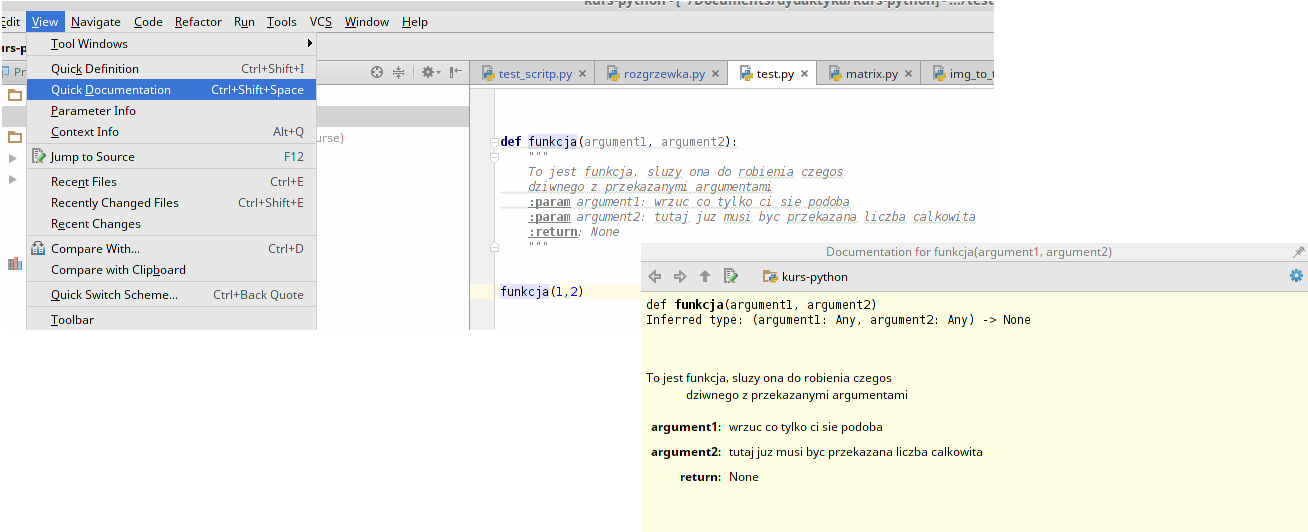 kurs-python - [~/Documents/dydaktyka/kurs-python] - .../test
Edit View Navigate Code Refactor Run Tools VCS Window Help
urs-p
Tool Windows
Quick Definition Ctrl+Shift+I
Quick Documentation Ctrl+Shift+Space
Parameter Info
Context Info Alt+Q
Jump to Source F12
Recent Files Ctrl+E
Recently Changed Files Ctrl+Shift+E
Recent Changes
Compare With... Ctrl+D
Compare with Clipboard
Quick Switch Scheme... Ctrl+Back Quote
Toolbar
Pr
urse)
test_scritp.py rozgrzewka.py test.py matrix.py img_to_t
def funkcja(argument1, argument2):
"""
To jest funkcja, sluzy ona do robienia czegos
dziwnego z przekazanymi argumentami
:param argument1: wrzuc co tylko ci sie podoba
:param argument2: tutaj juz musi byc przekazana liczba calkowita
:return: None
"""
funkcja(1,2)
Documentation for funkcja(argument1, argument2)
kurs-python
def funkcja(argument1, argument2)
Inferred type: (argument1: Any, argument2: Any) -> None
To jest funkcja, sluzy ona do robienia czegos
dziwnego z przekazanymi argumentami
argument1: wrzuc co tylko ci sie podoba
argument2: tutaj juz musi byc przekazana liczba calkowita
return: None